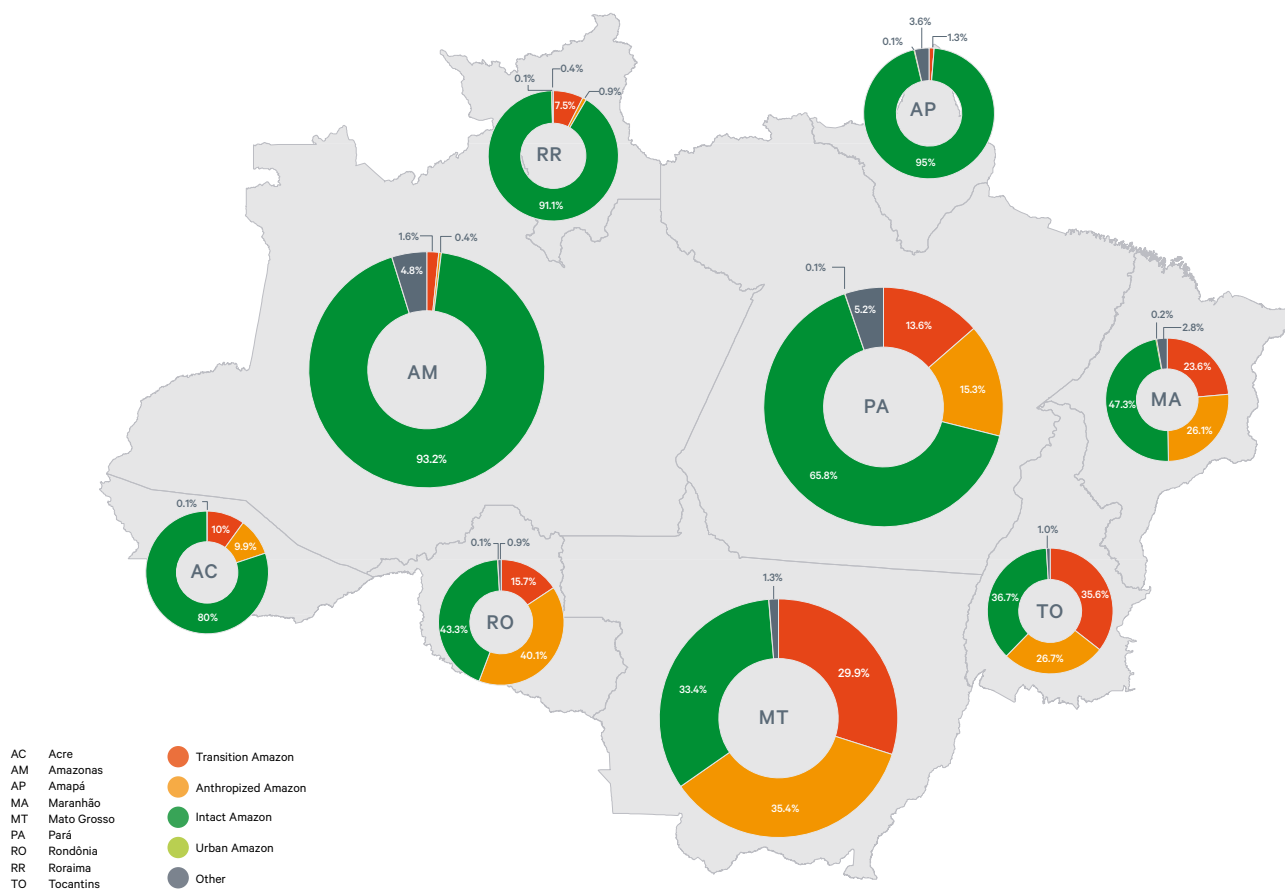 3.6%
0.1%
1.3%
AP
95%
0.4%
0.1%
0.9%
7.5%
RR
91.1%
1.6%
0.4%
4.8%
AM
93.2%
0.1%
5.2%
13.6%
15.3%
PA
65.8%
0.2%
2.8%
23.6%
47.3%
MA
26.1%
0.1%
10%
9.9%
AC
80%
0.1%
0.9%
15.7%
43.3%
RO
40.1%
1.3%
29.9%
33.4%
MT
35.4%
1.0%
35.6%
36.7%
TO
26.7%
AC Acre
AM Amazonas
AP Amapá
MA Maranhão
MT Mato Grosso
PA Pará
RO Rondônia
RR Roraima
TO Tocantins
Transition Amazon
Anthropized Amazon
Intact Amazon
Urban Amazon
Other